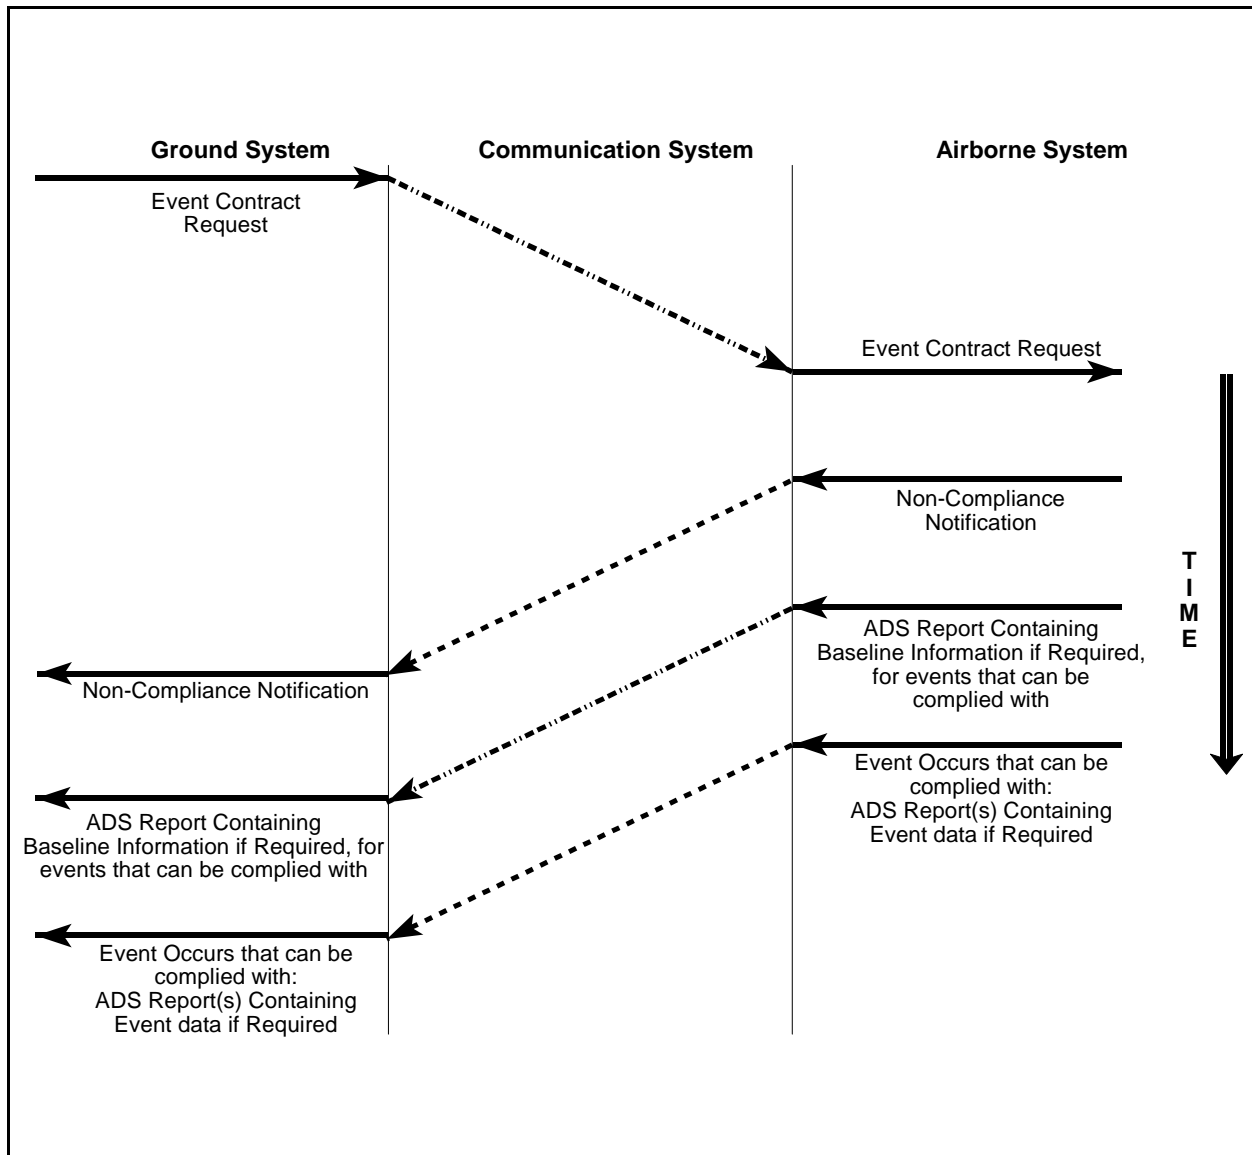 Ground System
Communication System
Airborne System
Event Contract
Request
Event Contract Request
Non-Compliance
Notification
ADS Report Containing
Baseline Information if Required,
for events that can be
complied with
Non-Compliance Notification
Event Occurs that can be
complied with:
ADS Report(s) Containing
Event data if Required
ADS Report Containing
Baseline Information if Required, for
events that can be complied with
Event Occurs that can be
complied with:
ADS Report(s) Containing
Event data if Required
T
I
M
E